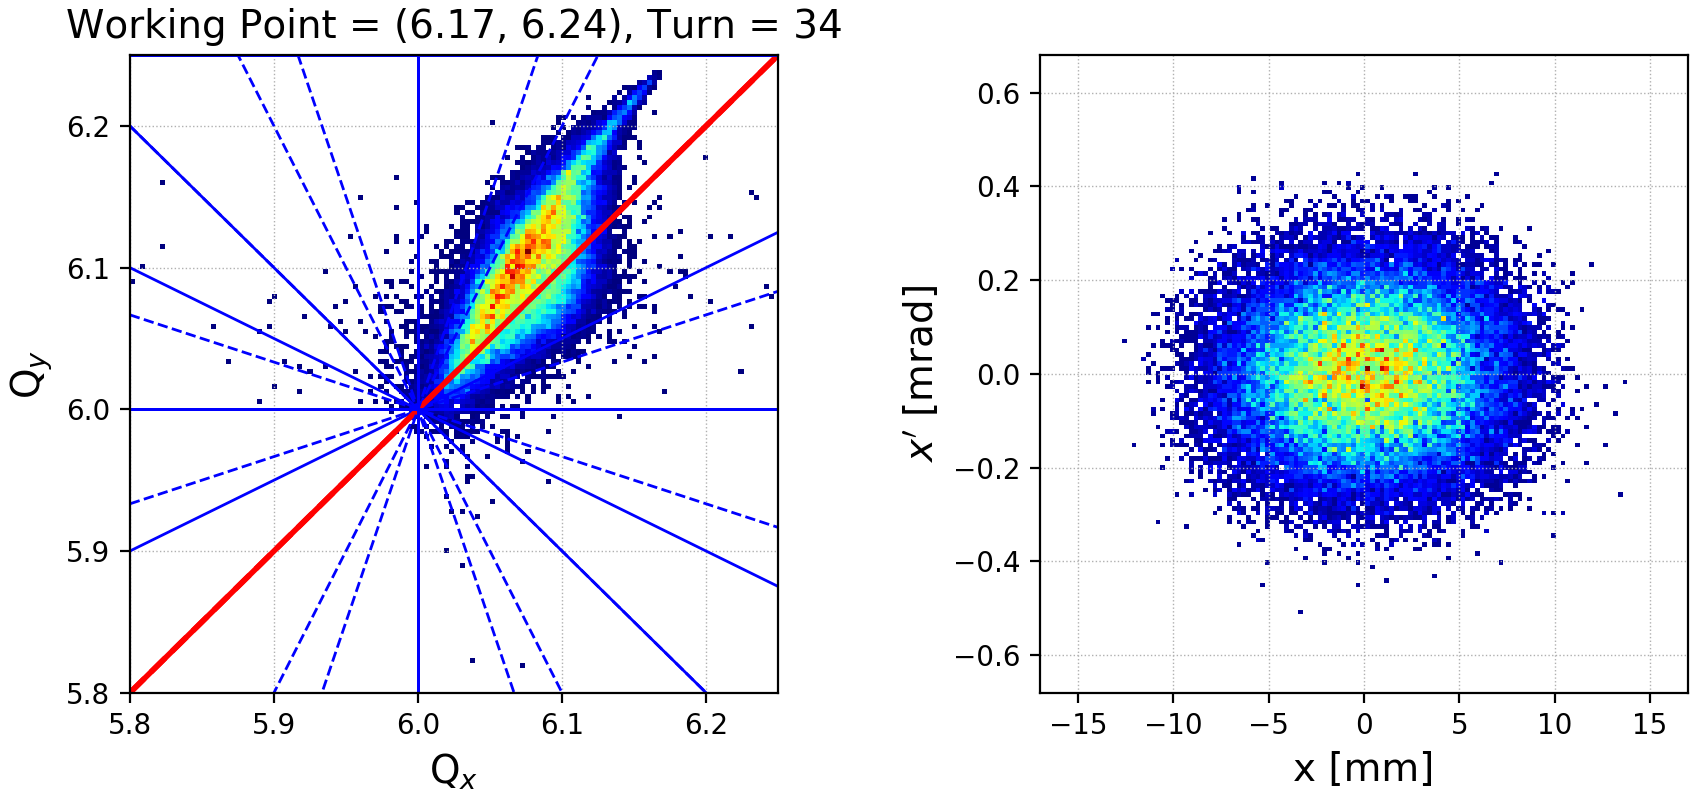 Working Point = (6.17, 6.24), Turn = 34
6.2
6.1
6.0
5.9
5.8
Q_y
5.8 5.9 6.0 6.1 6.2
Q_x
0.6
0.4
0.2
0.0
−0.2
−0.4
−0.6
x′ [mrad]
−15 −10 −5 0 5 10 15
x [mm]